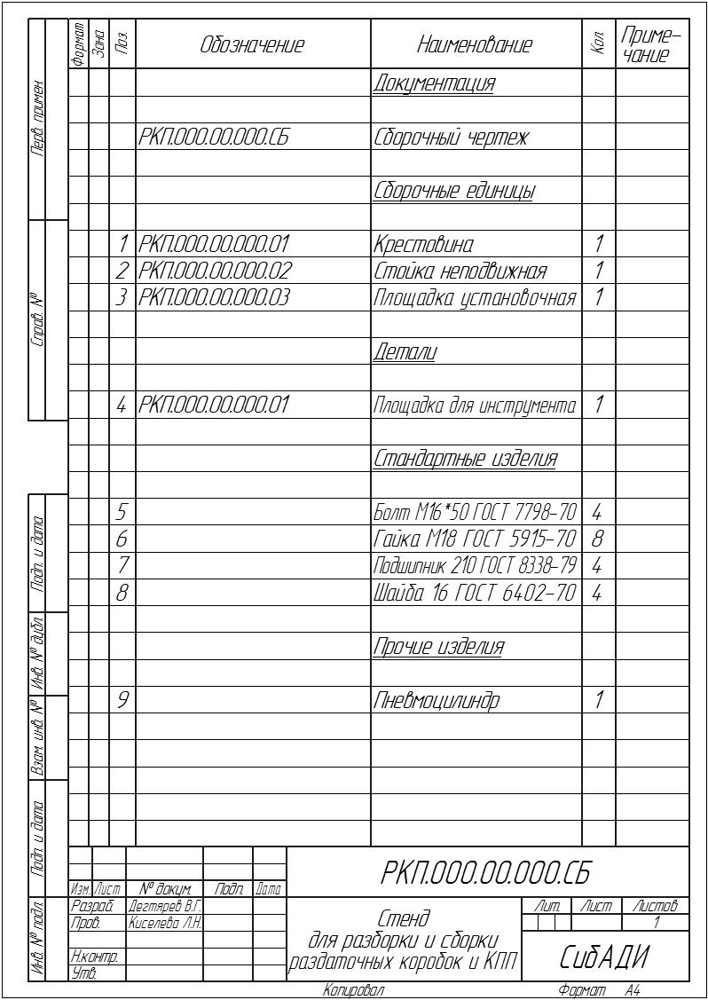 Формат Зона Поз. Обозначение Наименование Кол. Приме-
чание
Документация
РКП.000.00.000.СБ Сборочный чертеж
Сборочные единицы
1 РКП.000.00.000.01 Крестовина 1
2 РКП.000.00.000.02 Стойка неподвижная 1
3 РКП.000.00.000.03 Площадка установочная 1
Детали
4 РКП.000.00.000.01 Площадка для инструмента 1
Стандартные изделия
5 Болт М16*50 ГОСТ 7798-70 4
6 Гайка М18 ГОСТ 5915-70 8
7 Подшипник 210 ГОСТ 8338-79 4
8 Шайба 16 ГОСТ 6402-70 4
Прочие изделия
9 Пневмоцилиндр 1
Перв. примен.
Справ. №
Подп. и дата
Инв. № дубл.
Взам. инв. №
Подп. и дата
Инв. № подл.
РКП.000.00.000.СБ
Изм. Лист № докум. Подп. Дата
Разраб. Дегтярев В.Г.
Пров. Киселева Л.Н.
Н.контр.
Утв.
Стенд
для разборки и сборки
раздаточных коробок и КПП
Лит. Лист Листов
1
СибАДИ
Копировал Формат А4